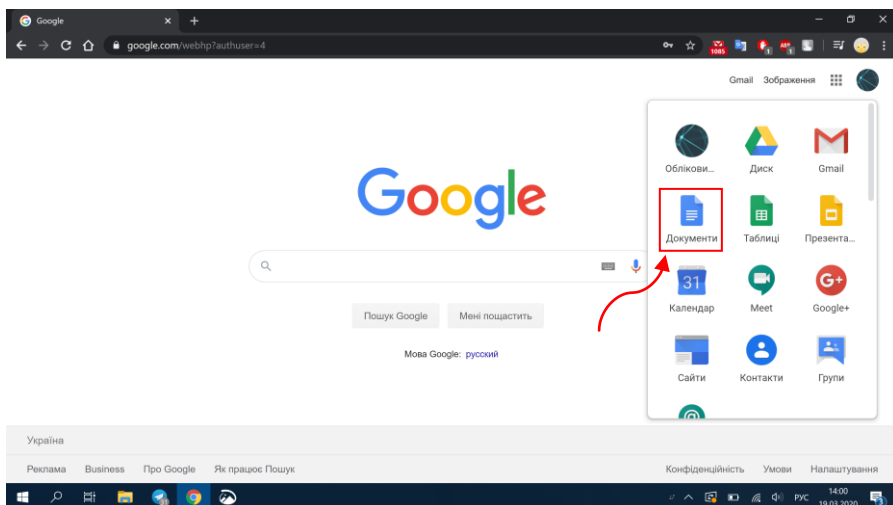 Google
google.com/webhp?authuser=4
1085
Gmail Зображення
Google
Облікови... Диск Gmail
Документи Таблиці Презента...
31
G+
Календар Meet Google+
Сайти Контакти Групи
Пошук Google Мені пощастить
Мова Google: русский
Україна
Реклама Business Про Google Як працює Пошук
Конфіденційність Умови Налаштування
РУС 14:00
19.03.2020